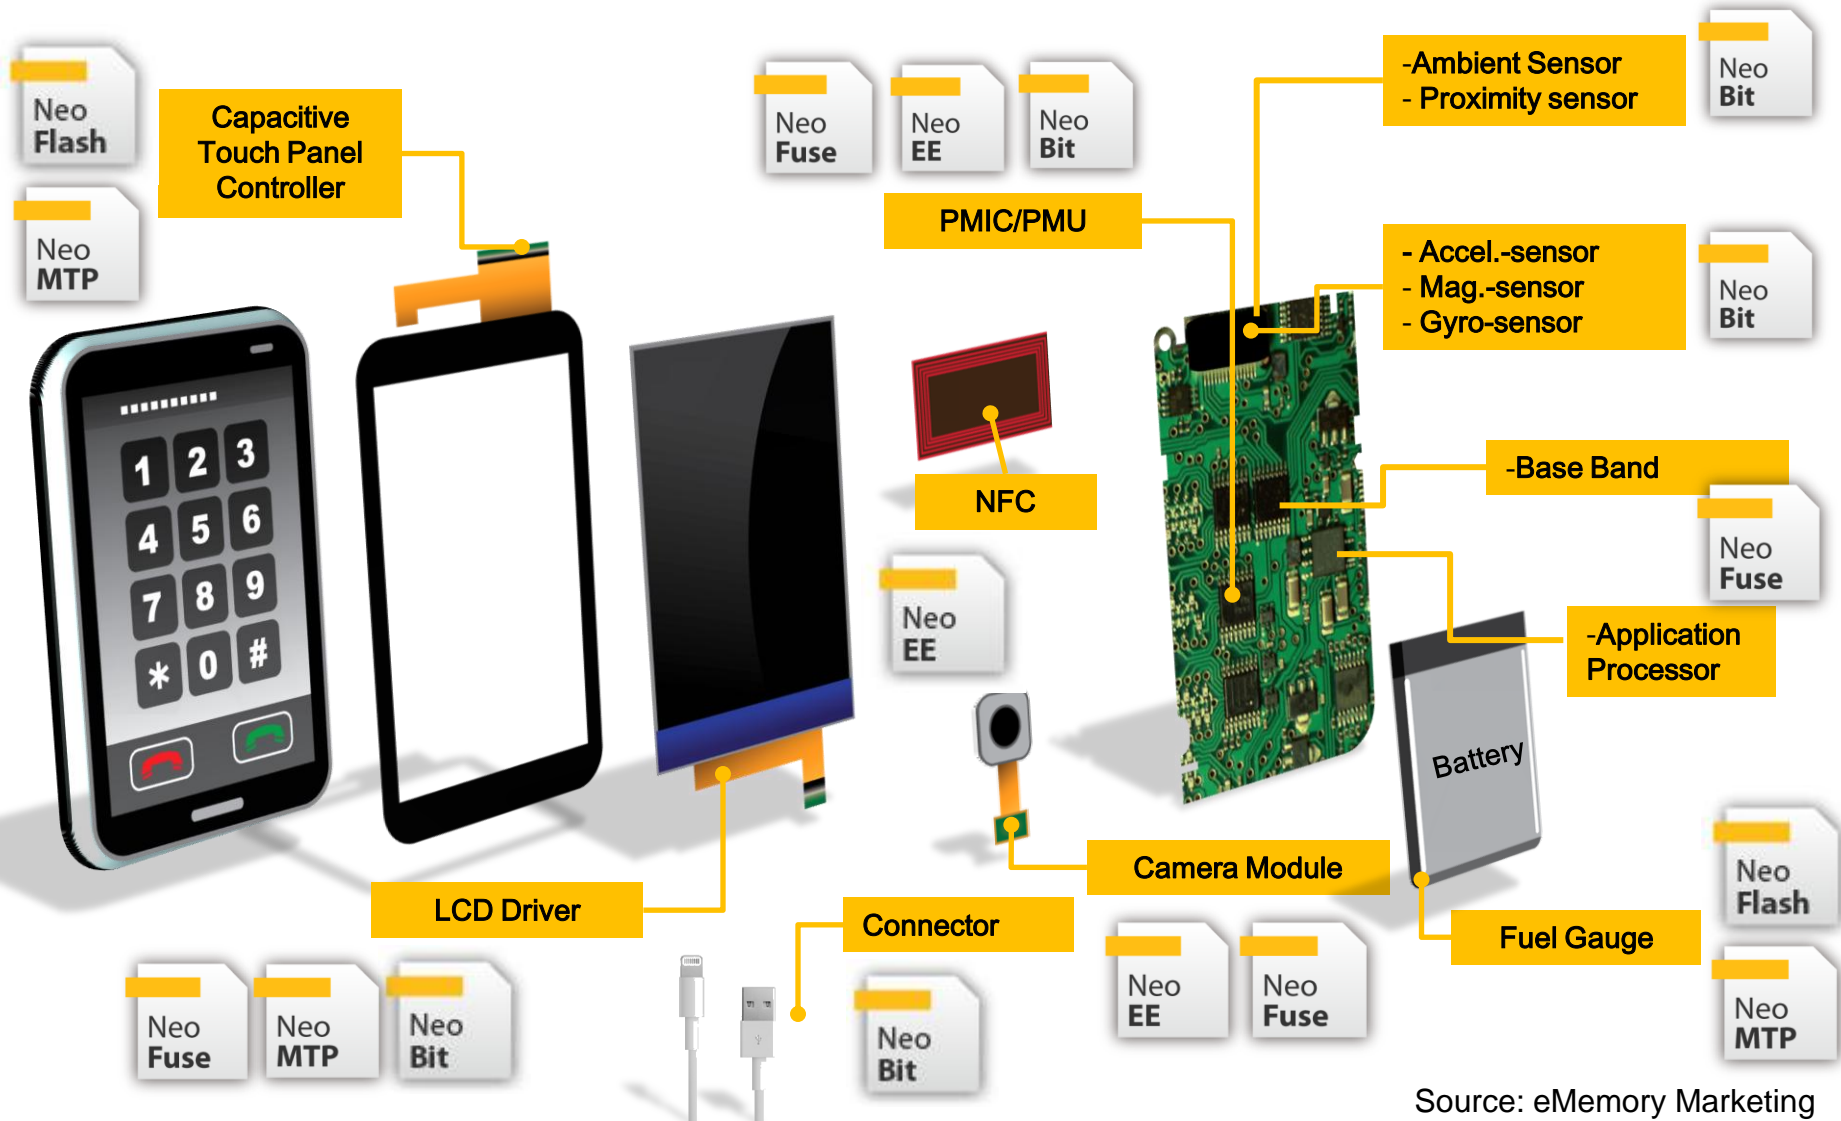 Neo
Flash
Neo
MTP
Capacitive
Touch Panel
Controller
Neo
Fuse
Neo
EE
Neo
Bit
PMIC/PMU
-Ambient Sensor
- Proximity sensor
Neo
Bit
- Accel.-sensor
- Mag.-sensor
- Gyro-sensor
Neo
Bit
1 2 3
4 5 6
7 8 9
* 0 #
NFC
Neo
EE
-Base Band
Neo
Fuse
-Application
Processor
Battery
LCD Driver
Neo
Fuse
Neo
MTP
Neo
Bit
Connector
Neo
Bit
Camera Module
Neo
EE
Neo
Fuse
Fuel Gauge
Neo
Flash
Neo
MTP
Source: eMemory Marketing